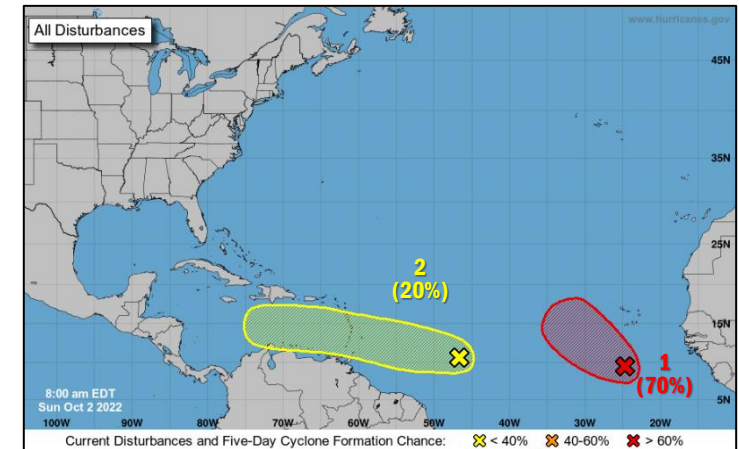 All Disturbances
www.hurricanes.gov
45N
35N
25N
2
(20%)
15N
1
(70%)
8:00 am EDT
Sun Oct 2 2022
5N
100W 90W 80W 70W 60W 50W 40W 30W 20W
Current Disturbances and Five-Day Cyclone Formation Chance: < 40% 40-60% > 60%